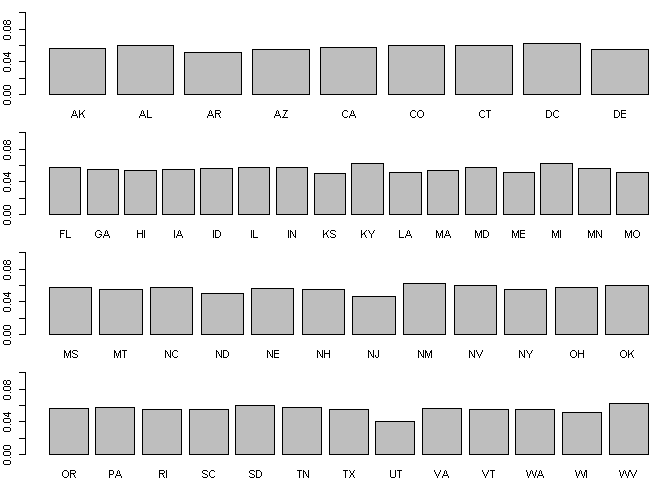 0.00 0.04 0.08
AK AL AR AZ CA CO CT DC DE
0.00 0.04 0.08
FL GA HI IA ID IL IN KS KY LA MA MD ME MI MN MO
0.00 0.04 0.08
MS MT NC ND NE NH NJ NM NV NY OH OK
0.00 0.04 0.08
OR PA RI SC SD TN TX UT VA VT WA WI WV